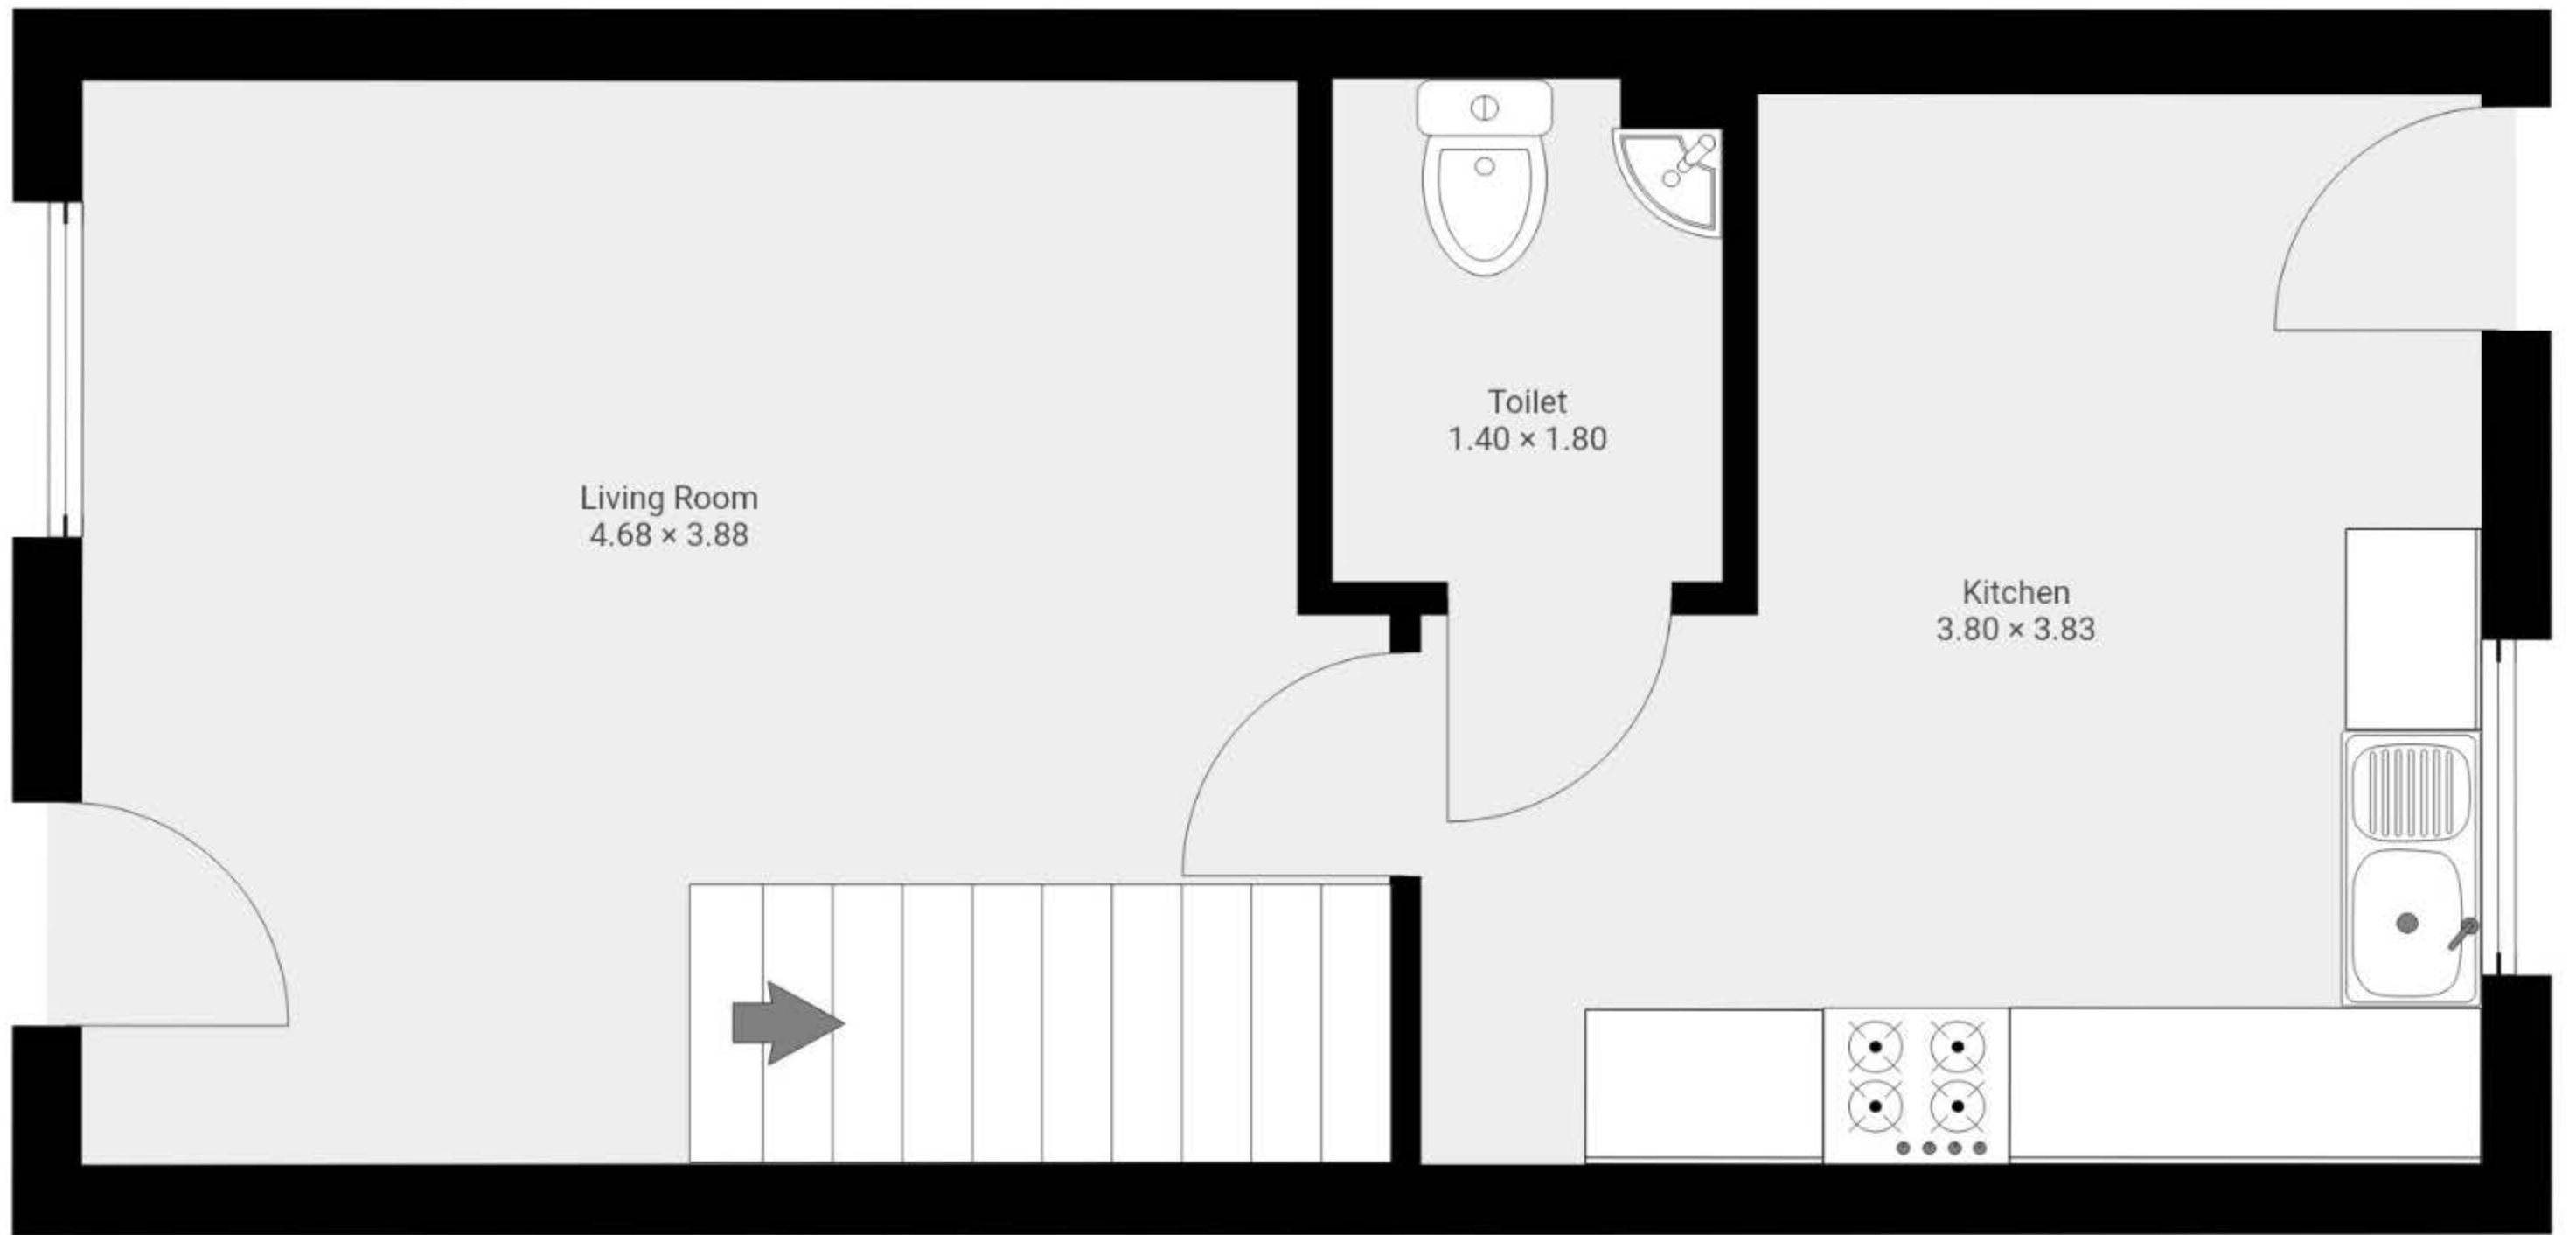 Living Room
4.68 × 3.88
Toilet
1.40 × 1.80
Kitchen
3.80 × 3.83